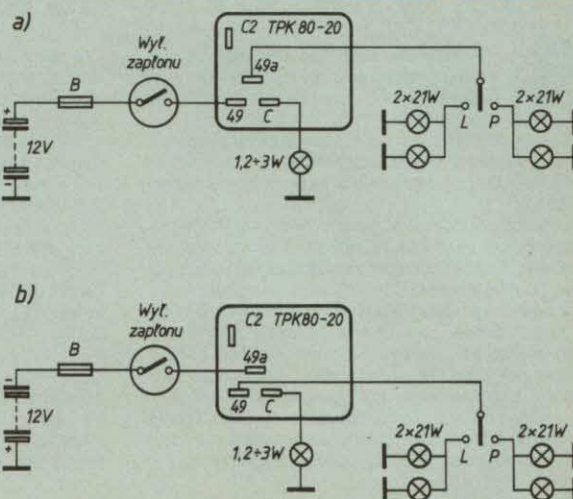 a)
C2 TPK 80-20
Wył.
zapłonu
49a
B
49 C
+
12V
-
1,2÷3W
2×21W
L P
2×21W
b)
C2 TPK80-20
Wył.
zapłonu
49a
B
49 C
-
12V
+
1,2÷3W
2×21W
L P
2×21W